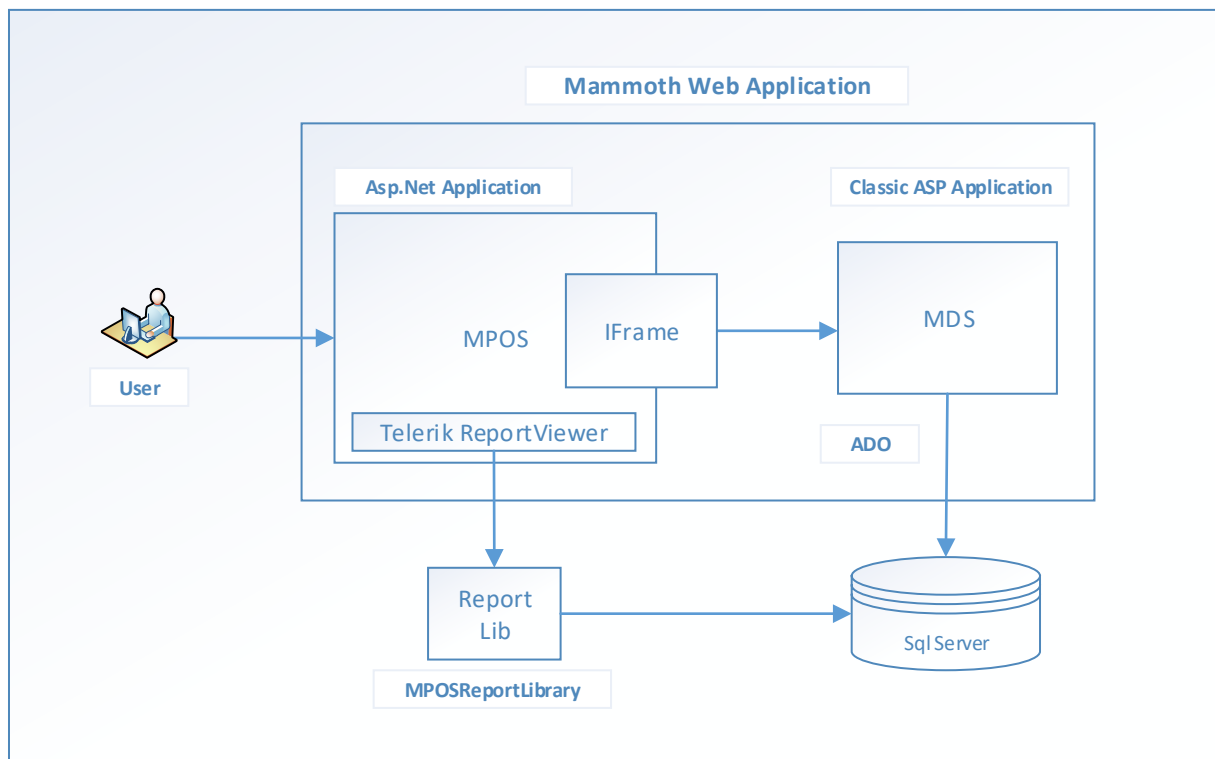 Mammoth Web Application
Asp.Net Application
Classic ASP Application
MPOS
IFrame
MDS
User
Telerik ReportViewer
ADO
Report
Lib
Sql Server
MPOSReportLibrary